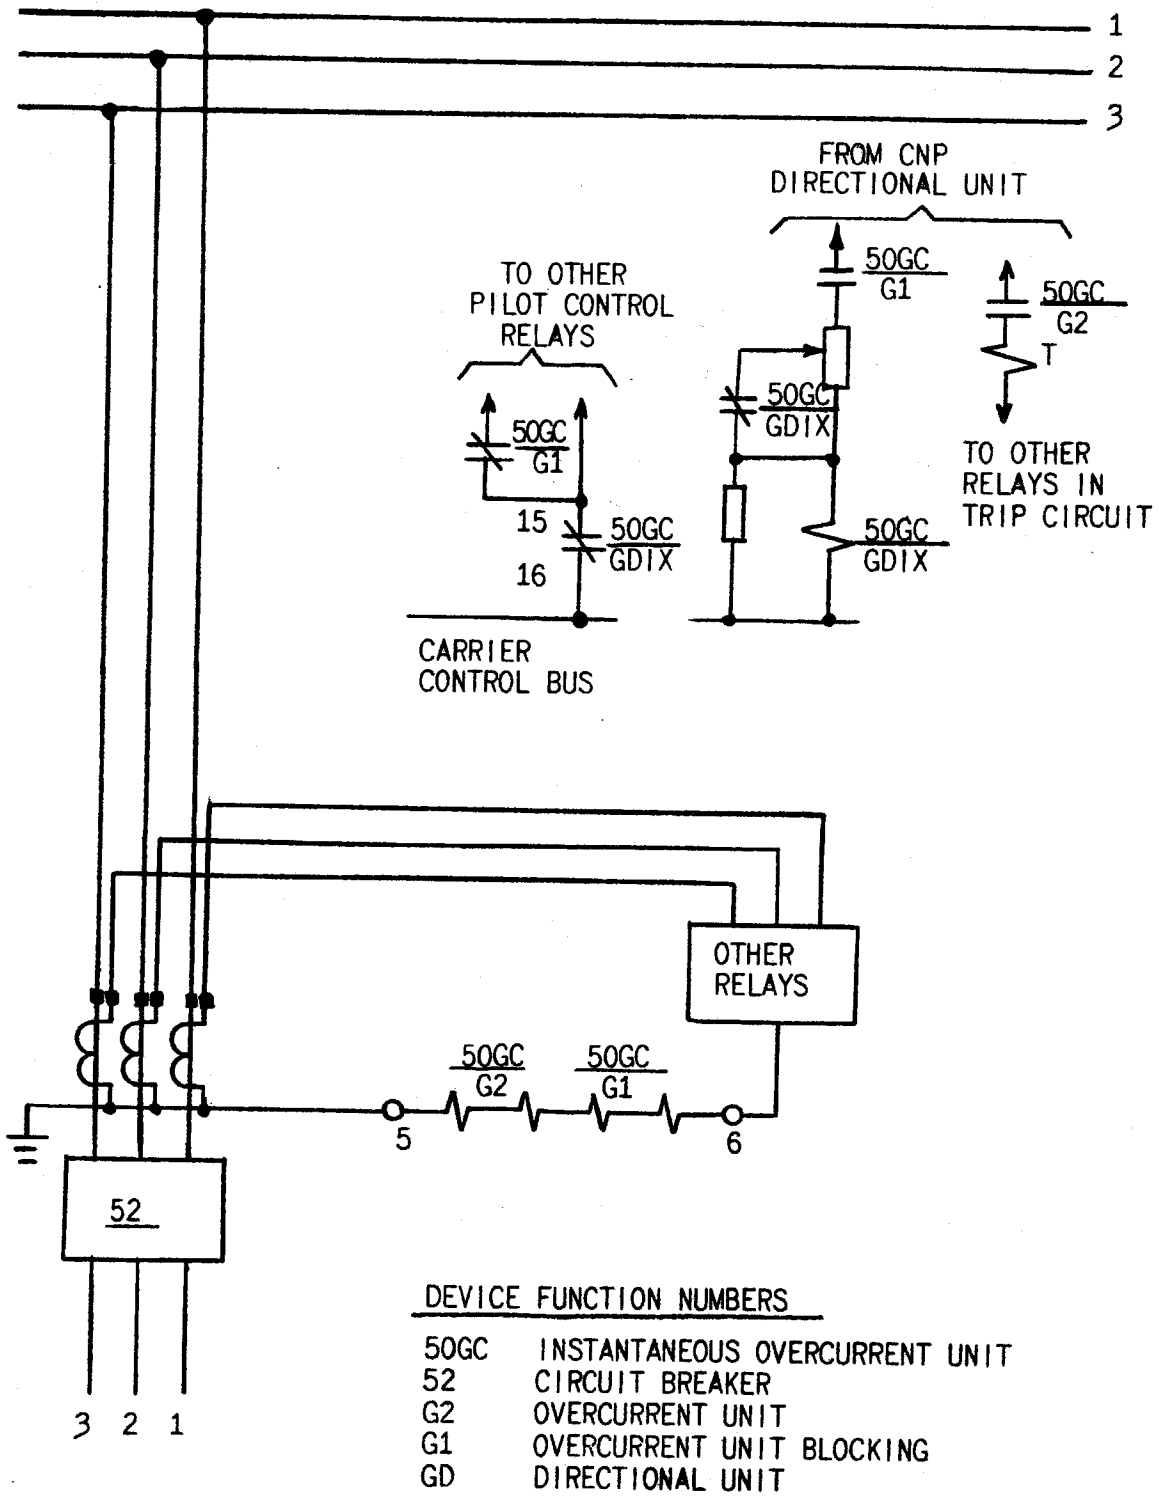 1
2
3
FROM CNP
DIRECTIONAL UNIT
50GC
G1
50GC
G2
T
TO OTHER
PILOT CONTROL
RELAYS
50GC
G1
50GC
GDIX
TO OTHER
RELAYS IN
TRIP CIRCUIT
15
50GC
GDIX
16
50GC
GDIX
CARRIER
CONTROL BUS
OTHER
RELAYS
50GC
G2
50GC
G1
5
6
52
3 2 1
DEVICE FUNCTION NUMBERS
50GC INSTANTANEOUS OVERCURRENT UNIT
52 CIRCUIT BREAKER
G2 OVERCURRENT UNIT
G1 OVERCURRENT UNIT BLOCKING
GD DIRECTIONAL UNIT